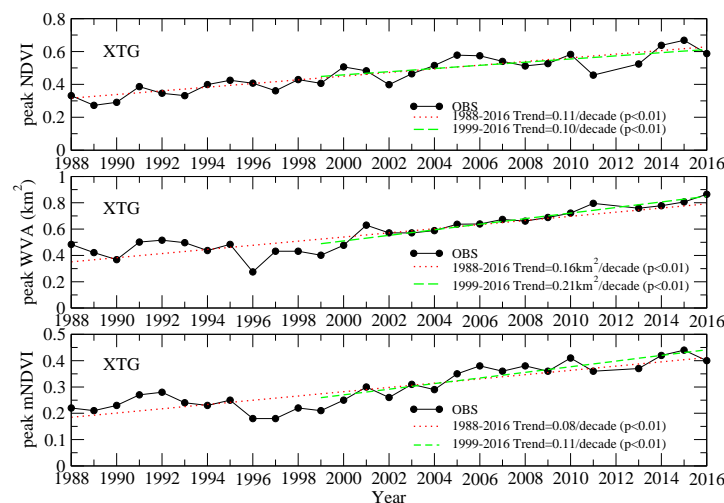 0.8
XTG
0.6
0.4
peak NDVI
OBS
0.2
1988-2016 Trend=0.11/decade (p<0.01)
1999-2016 Trend=0.10/decade (p<0.01)
0
1988 1990 1992 1994 1996 1998 2000 2002 2004 2006 2008 2010 2012 2014 2016
1
XTG
0.8
0.6
peak WVA (km²)
0.4
OBS
0.2
1988-2016 Trend=0.16km²/decade (p<0.01)
1999-2016 Trend=0.21km²/decade (p<0.01)
0
1988 1990 1992 1994 1996 1998 2000 2002 2004 2006 2008 2010 2012 2014 2016
0.5
XTG
0.4
0.3
peak mNDVI
0.2
OBS
0.1
1988-2016 Trend=0.08/decade (p<0.01)
1999-2016 Trend=0.11/decade (p<0.01)
0
1988 1990 1992 1994 1996 1998 2000 2002 2004 2006 2008 2010 2012 2014 2016
Year